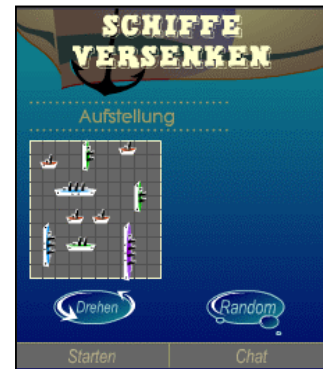 SCHIFFE
VERSENKEN
Aufstellung
Drehen
Random
Starten
Chat